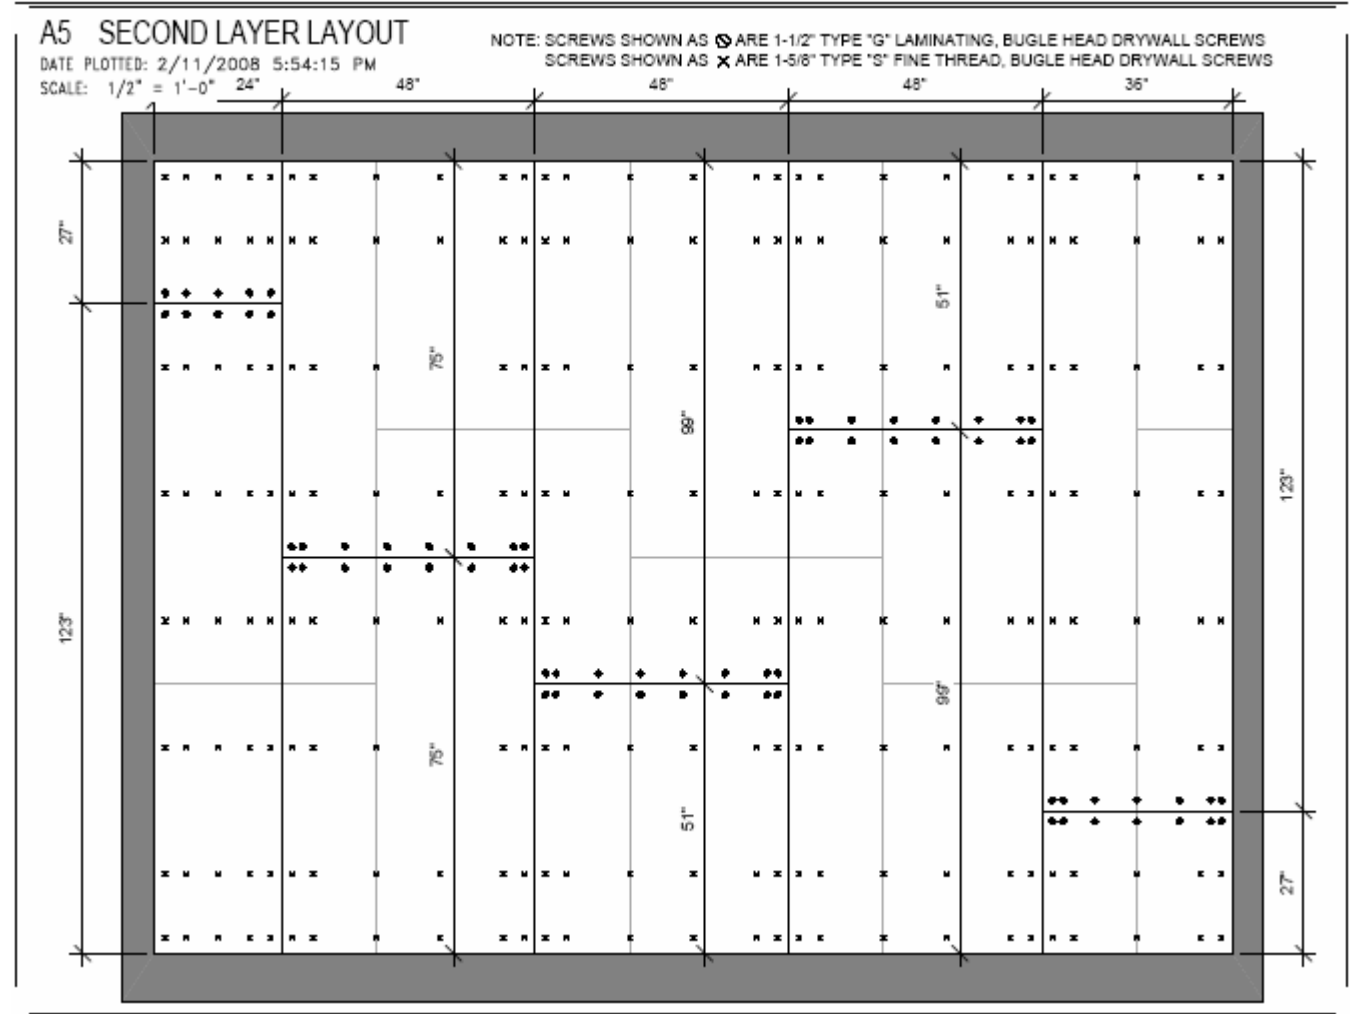 A5 SECOND LAYER LAYOUT
DATE PLOTTED: 2/11/2008 5:54:15 PM
SCALE: 1/2" = 1'-0"
NOTE: SCREWS SHOWN AS ⦸ ARE 1-1/2" TYPE "G" LAMINATING, BUGLE HEAD DRYWALL SCREWS
SCREWS SHOWN AS X ARE 1-5/8" TYPE "S" FINE THREAD, BUGLE HEAD DRYWALL SCREWS
24" 48" 48" 48" 36"
27"
51"
75"
99"
123"
123"
99"
75"
51"
27"